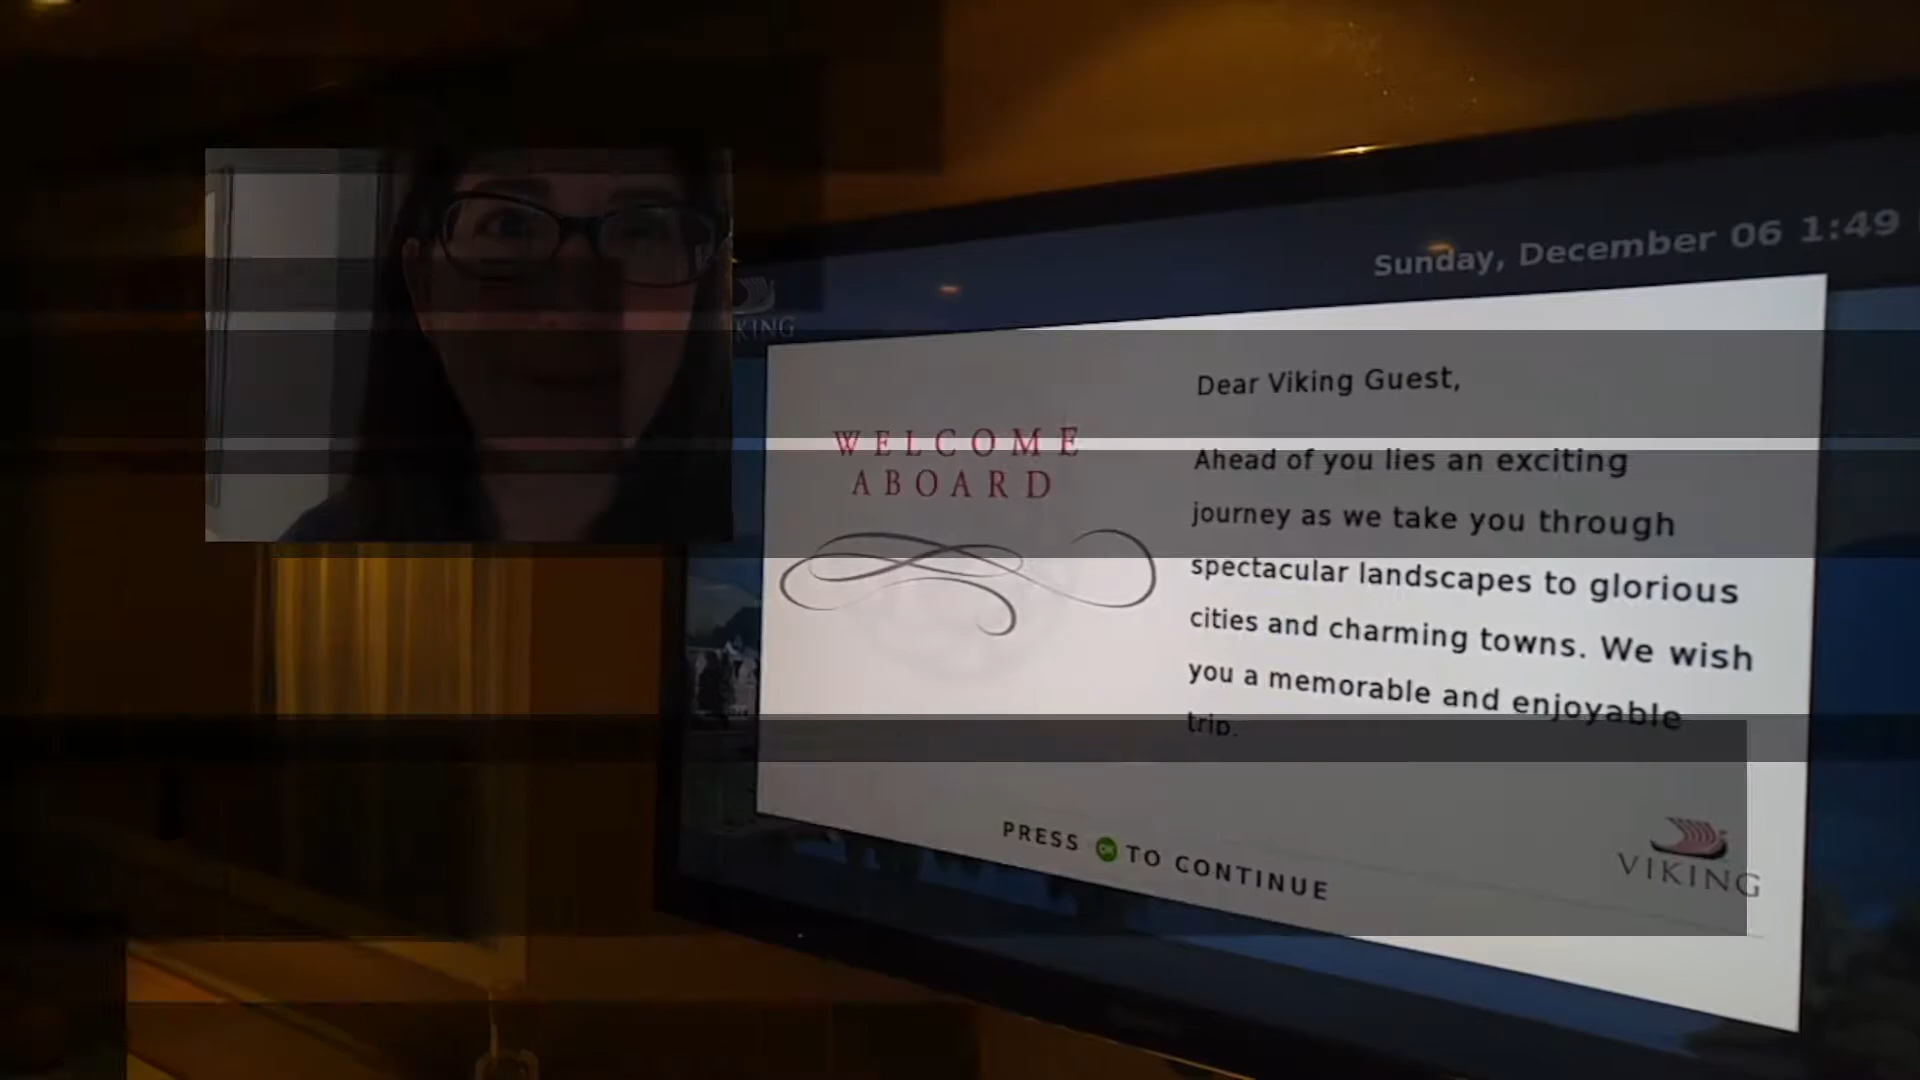 Sunday, December 06 1:49
KING
Dear Viking Guest,
WELCOME
ABOARD
Ahead of you lies an exciting
journey as we take you through
spectacular landscapes to glorious
cities and charming towns. We wish
you a memorable and enjoyable
trip.
PRESS OK TO CONTINUE
VIKING